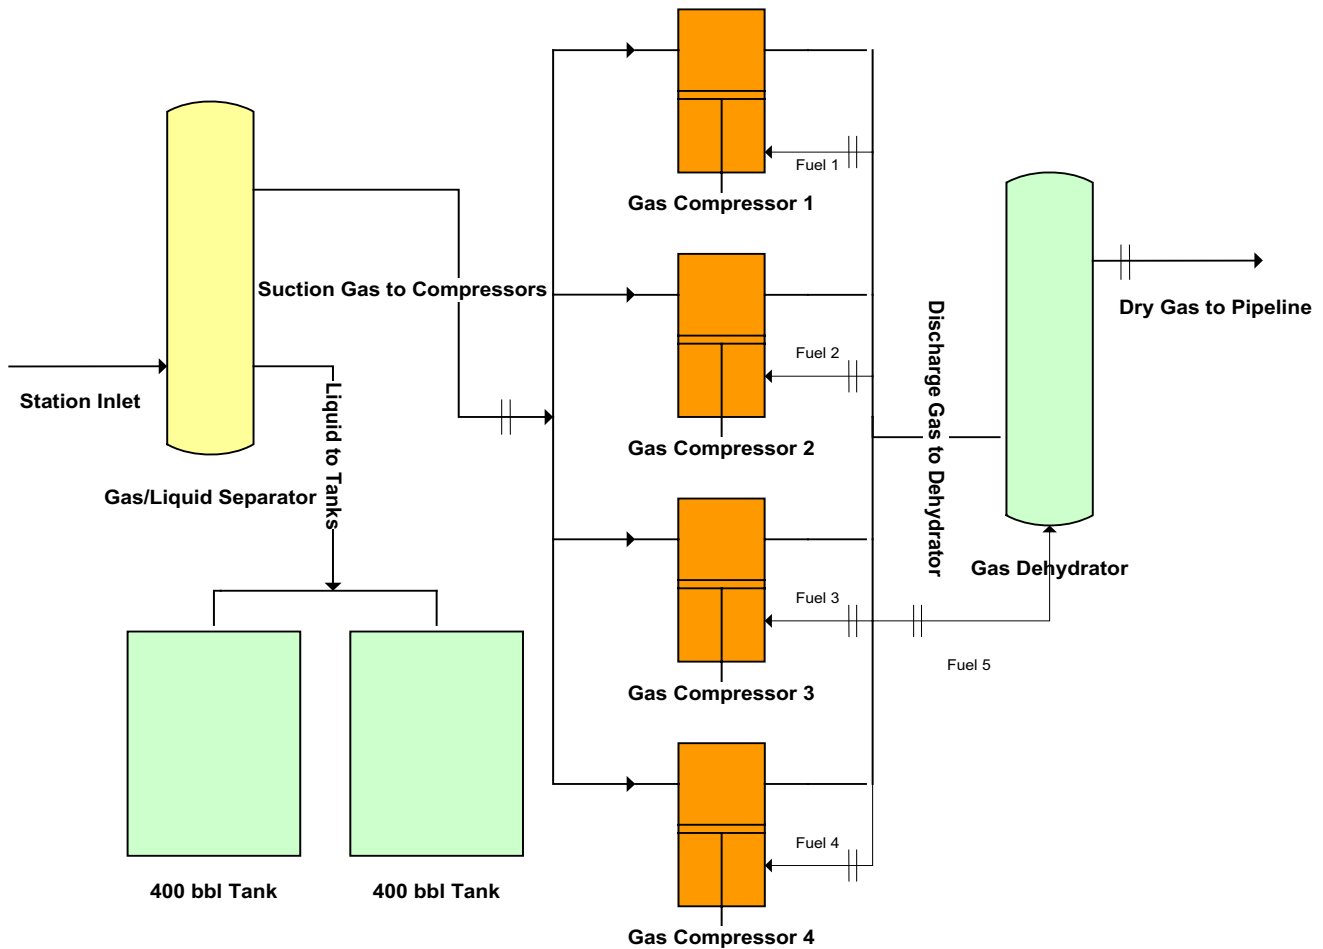 Fuel 1
Gas Compressor 1
Suction Gas to Compressors
Station Inlet
Liquid to Tanks
Gas/Liquid Separator
Fuel 2
Gas Compressor 2
Discharge Gas to Dehydrator
Dry Gas to Pipeline
Gas Dehydrator
Fuel 3
Fuel 5
Gas Compressor 3
Fuel 4
400 bbl Tank
400 bbl Tank
Gas Compressor 4